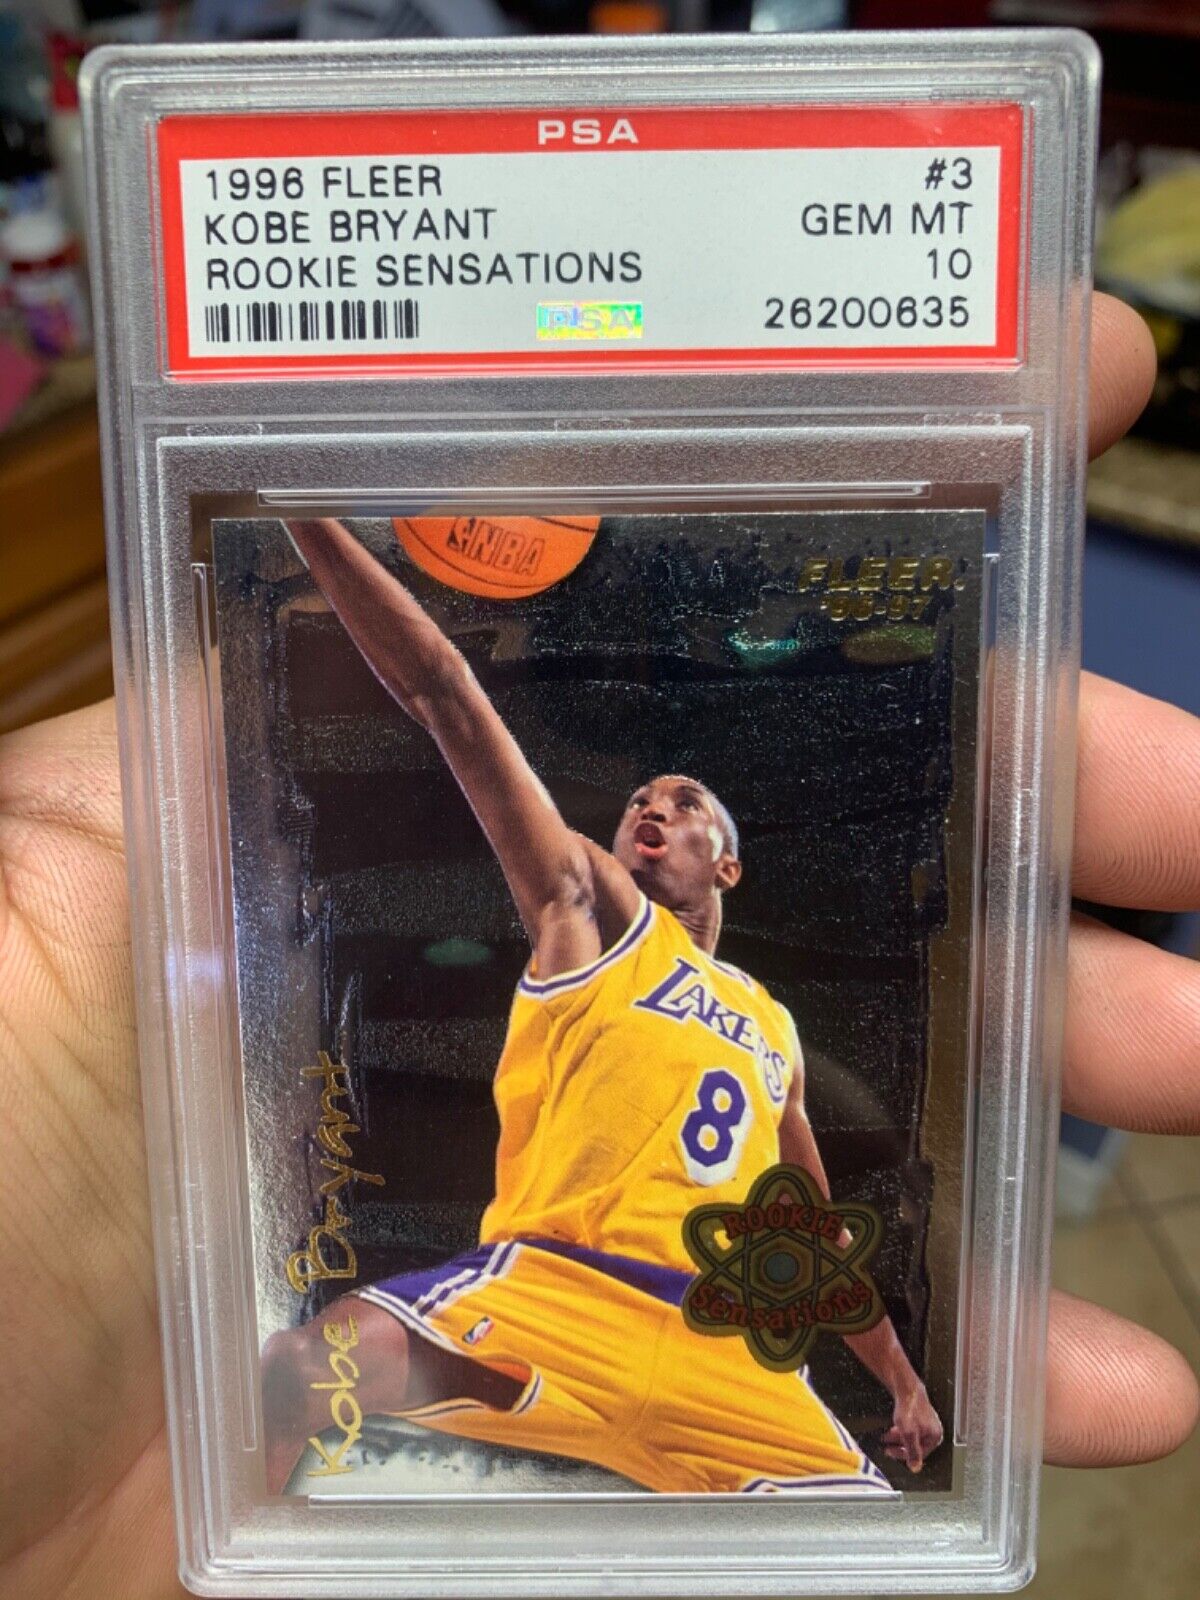 PSA
1996 FLEER #3
KOBE BRYANT GEM MT
ROOKIE SENSATIONS 10
PSA 26200635
NBA
FLEER.
'96-97
LAKERS
8
ROOKIE
Sensations
Kobe Bryant